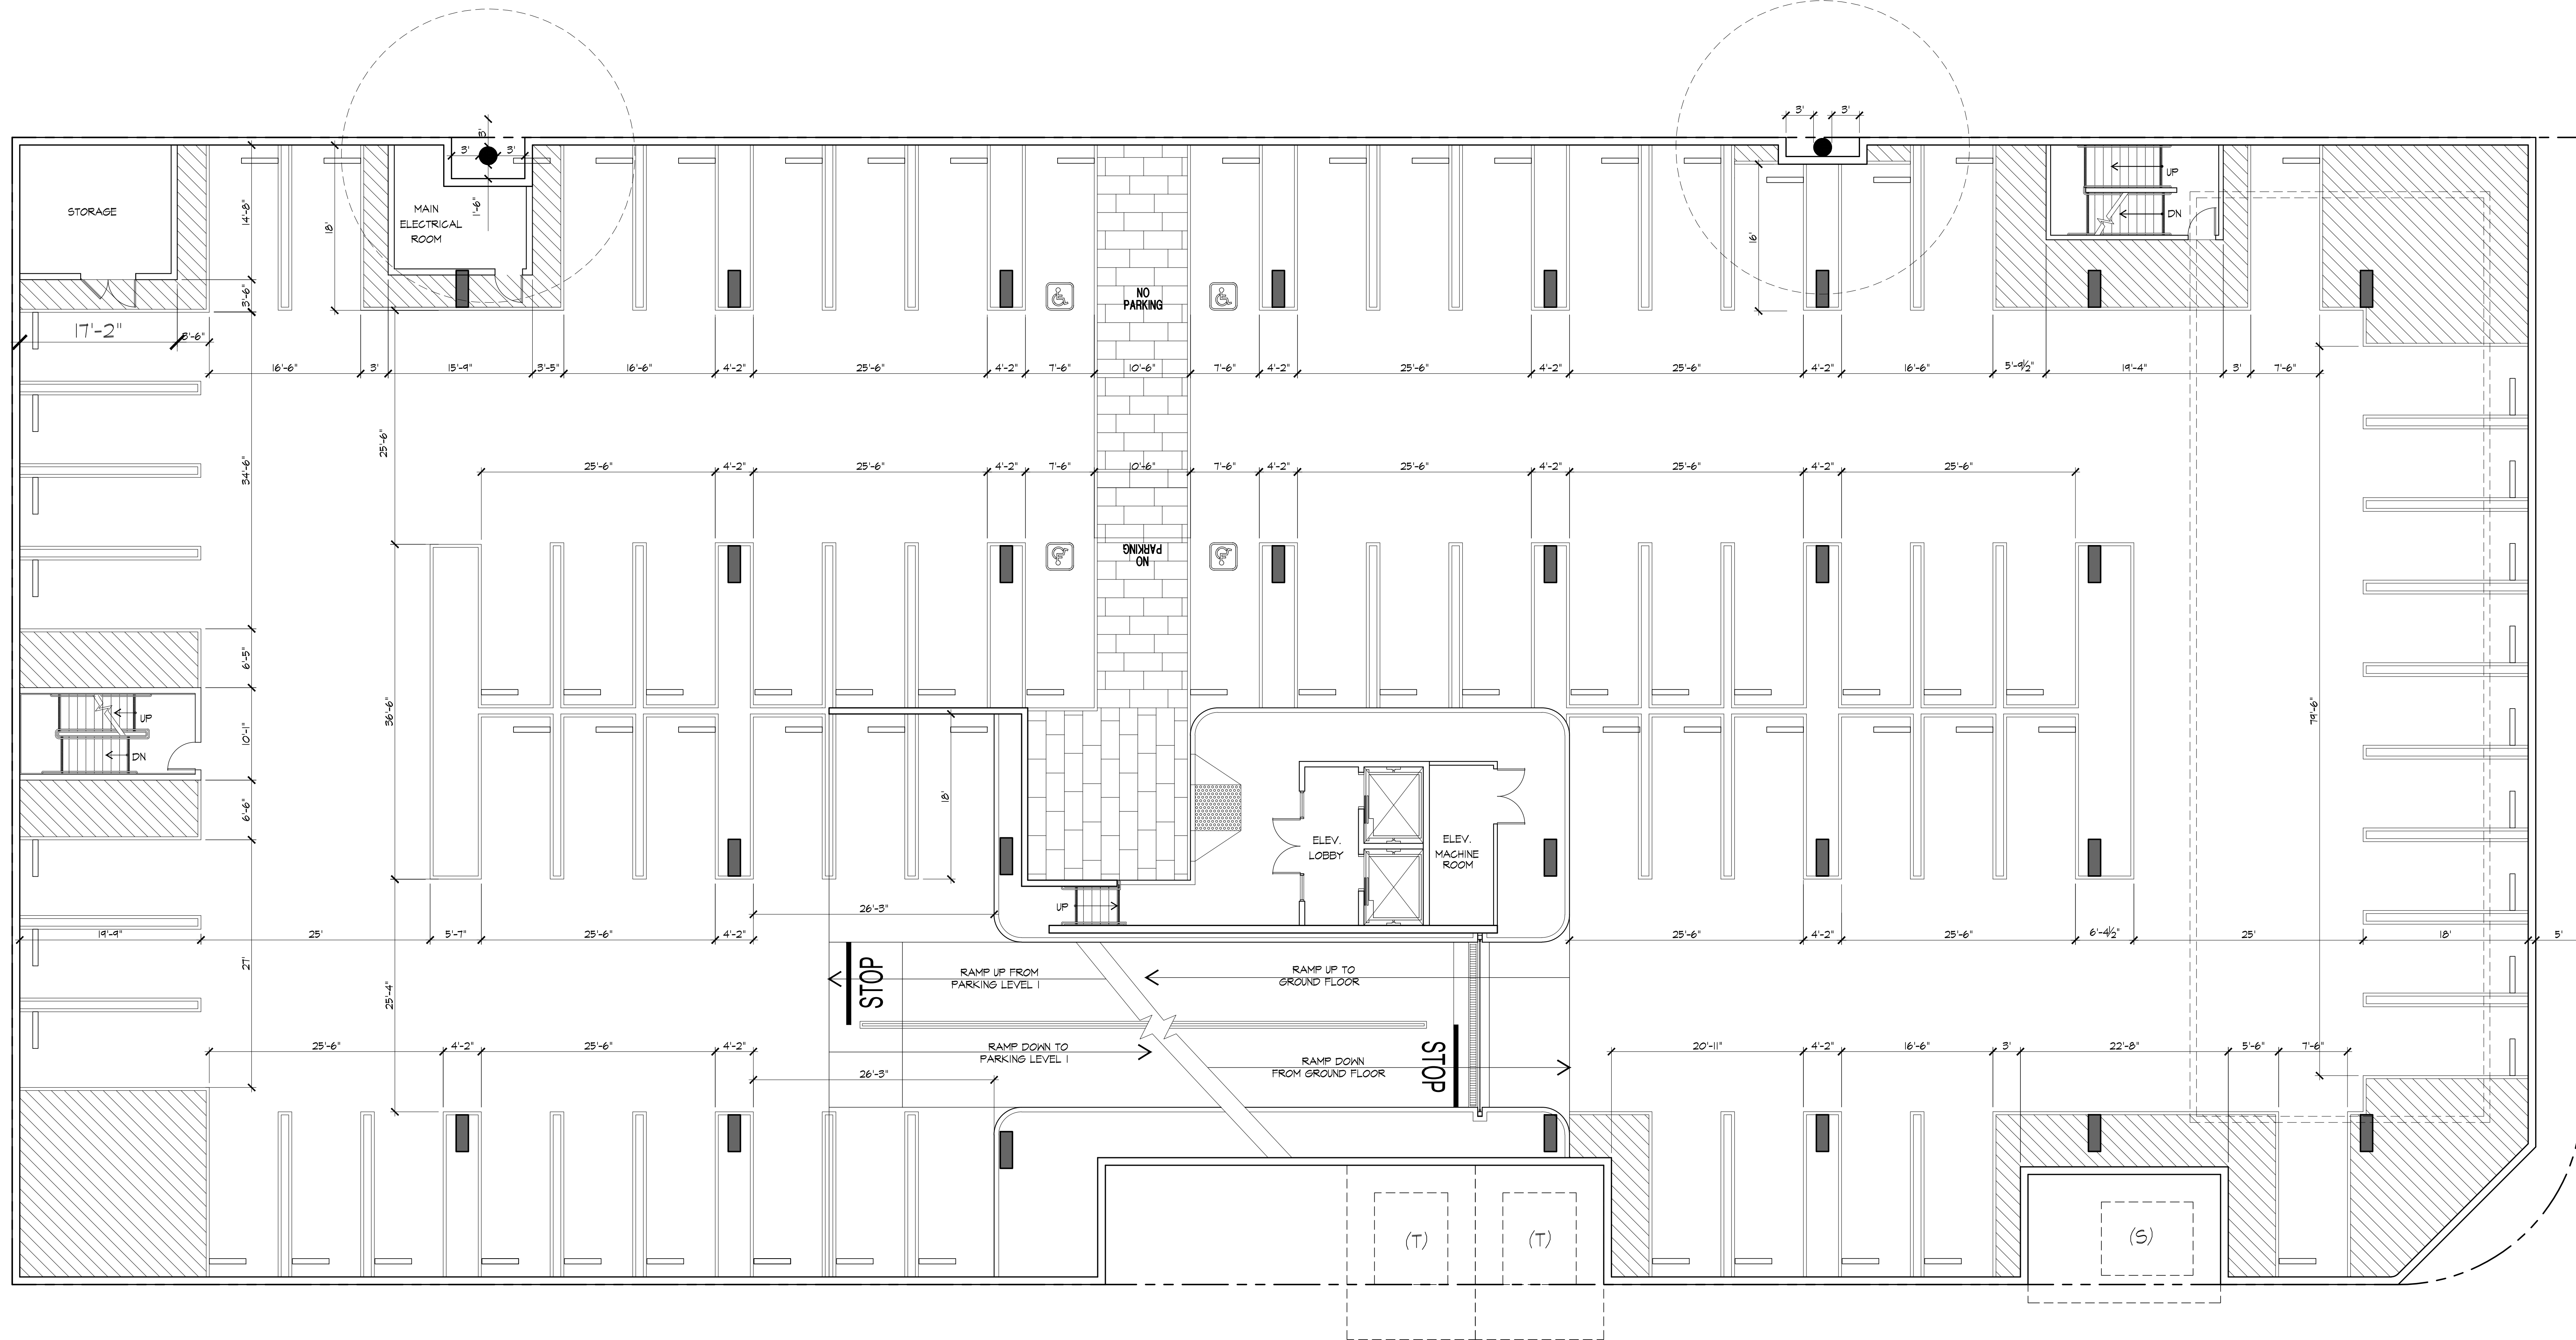 3' 3'
3'
3' 3'
STORAGE
MAIN
ELECTRICAL
ROOM
1'-6"
14'-8"
18'
16'
UP
DN
3'-6"
17'-2"
3'-6"
NO
PARKING
16'-6" 3' 15'-9" 3'-5" 16'-6" 4'-2" 25'-6" 4'-2" 7'-6" 10'-6" 7'-6" 4'-2" 25'-6" 4'-2" 25'-6" 4'-2" 16'-6" 5'-9½" 19'-4" 3' 7'-6"
25'-6"
34'-6"
25'-6" 4'-2" 25'-6" 4'-2" 7'-6" 10'-6" 7'-6" 4'-2" 25'-6" 4'-2" 25'-6" 4'-2" 25'-6"
NO
PARKING
6'-5"
36'-6"
10'-1"
UP
DN
79'-6"
6'-6"
18'
ELEV.
LOBBY
ELEV.
MACHINE
ROOM
UP
26'-3"
19'-9" 25' 5'-7" 25'-6" 4'-2" 25'-6" 4'-2" 25'-6" 6'-4½" 25' 18' 5'
27'
25'-4"
STOP
RAMP UP FROM
PARKING LEVEL 1
RAMP UP TO
GROUND FLOOR
25'-6" 4'-2" 25'-6" 4'-2"
RAMP DOWN TO
PARKING LEVEL 1
RAMP DOWN
FROM GROUND FLOOR
STOP
20'-11" 4'-2" 16'-6" 3' 22'-8" 5'-6" 7'-6"
26'-3"
(T) (T) (S)